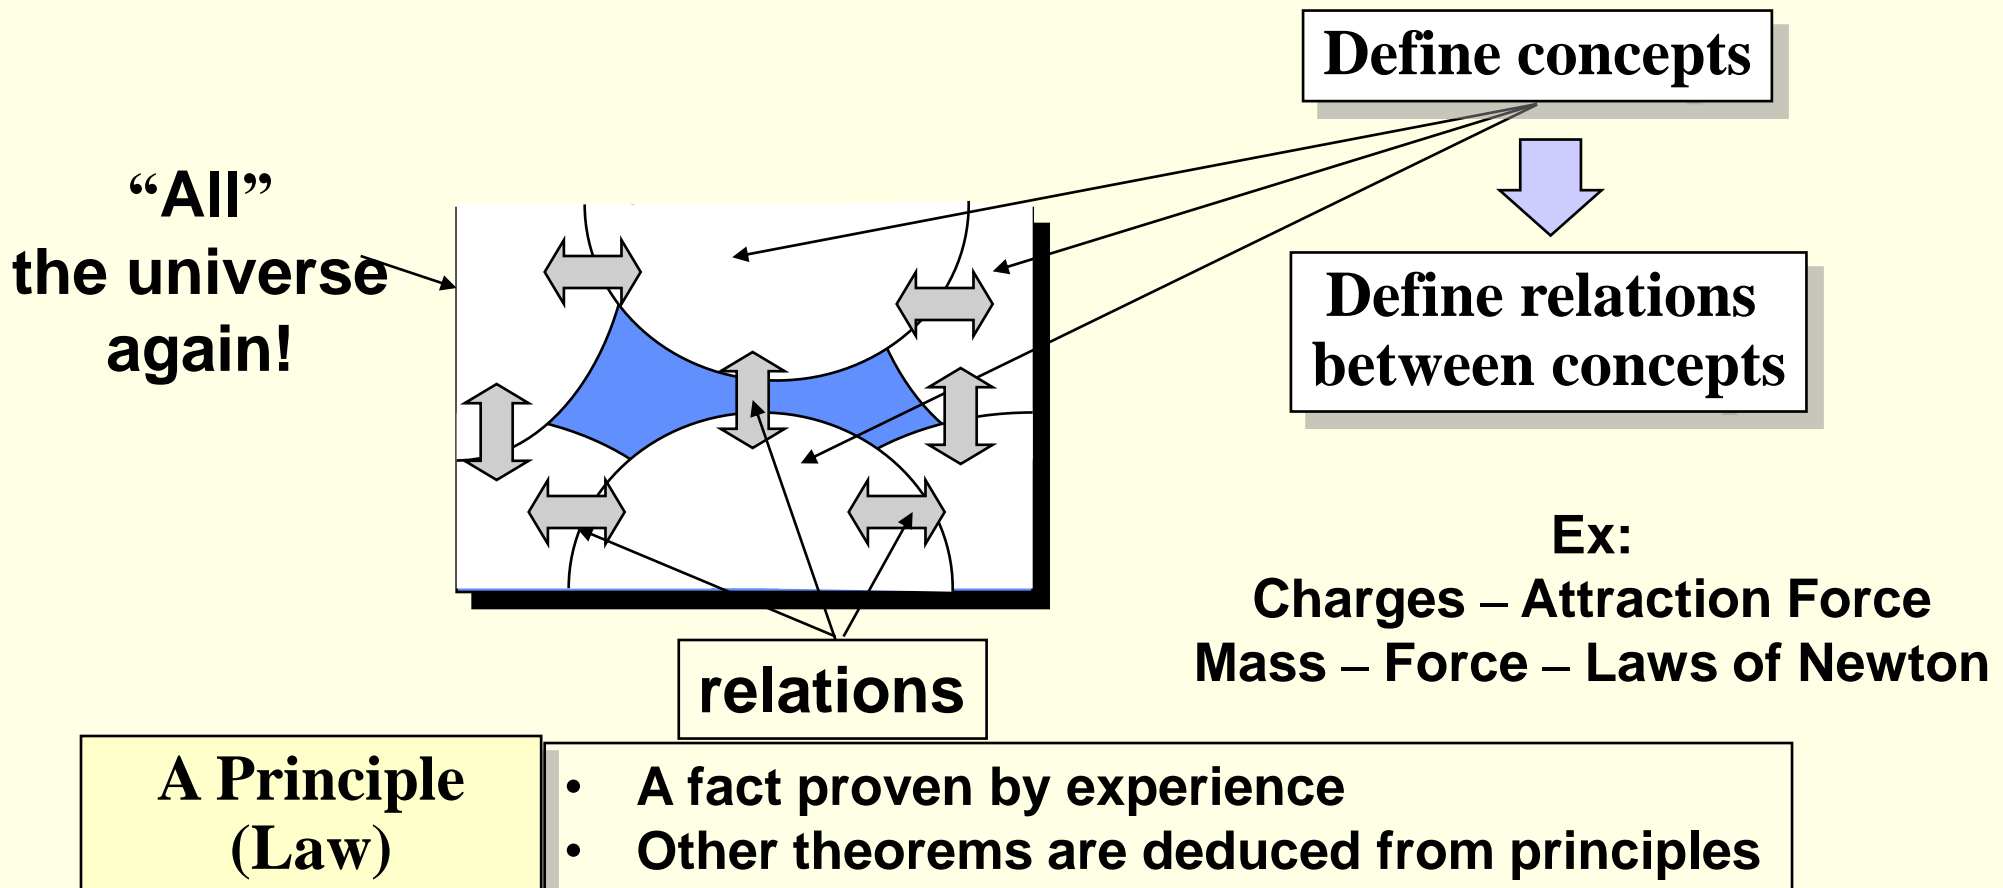 Define concepts
“All”
the universe
again!
Define relations
between concepts
Ex:
Charges – Attraction Force
Mass – Force – Laws of Newton
relations
A Principle
(Law)
• A fact proven by experience
• Other theorems are deduced from principles